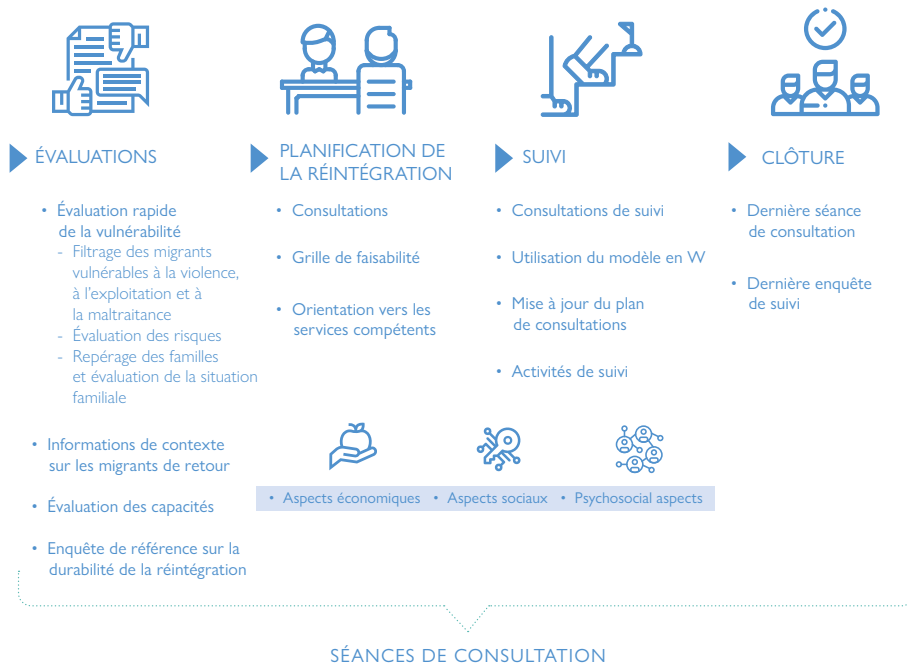 ÉVALUATIONS
• Évaluation rapide
de la vulnérabilité
- Filtrage des migrants
vulnérables à la violence,
à l’exploitation et à
la maltraitance
- Évaluation des risques
- Repérage des familles
et évaluation de la situation
familiale
• Informations de contexte
sur les migrants de retour
• Évaluation des capacités
• Enquête de référence sur la
durabilité de la réintégration
PLANIFICATION DE
LA RÉINTÉGRATION
• Consultations
• Grille de faisabilité
• Orientation vers les
services compétents
SUIVI
• Consultations de suivi
• Utilisation du modèle en W
• Mise à jour du plan
de consultations
• Activités de suivi
CLÔTURE
• Dernière séance
de consultation
• Dernière enquête
de suivi
• Aspects économiques • Aspects sociaux • Psychosocial aspects
SÉANCES DE CONSULTATION